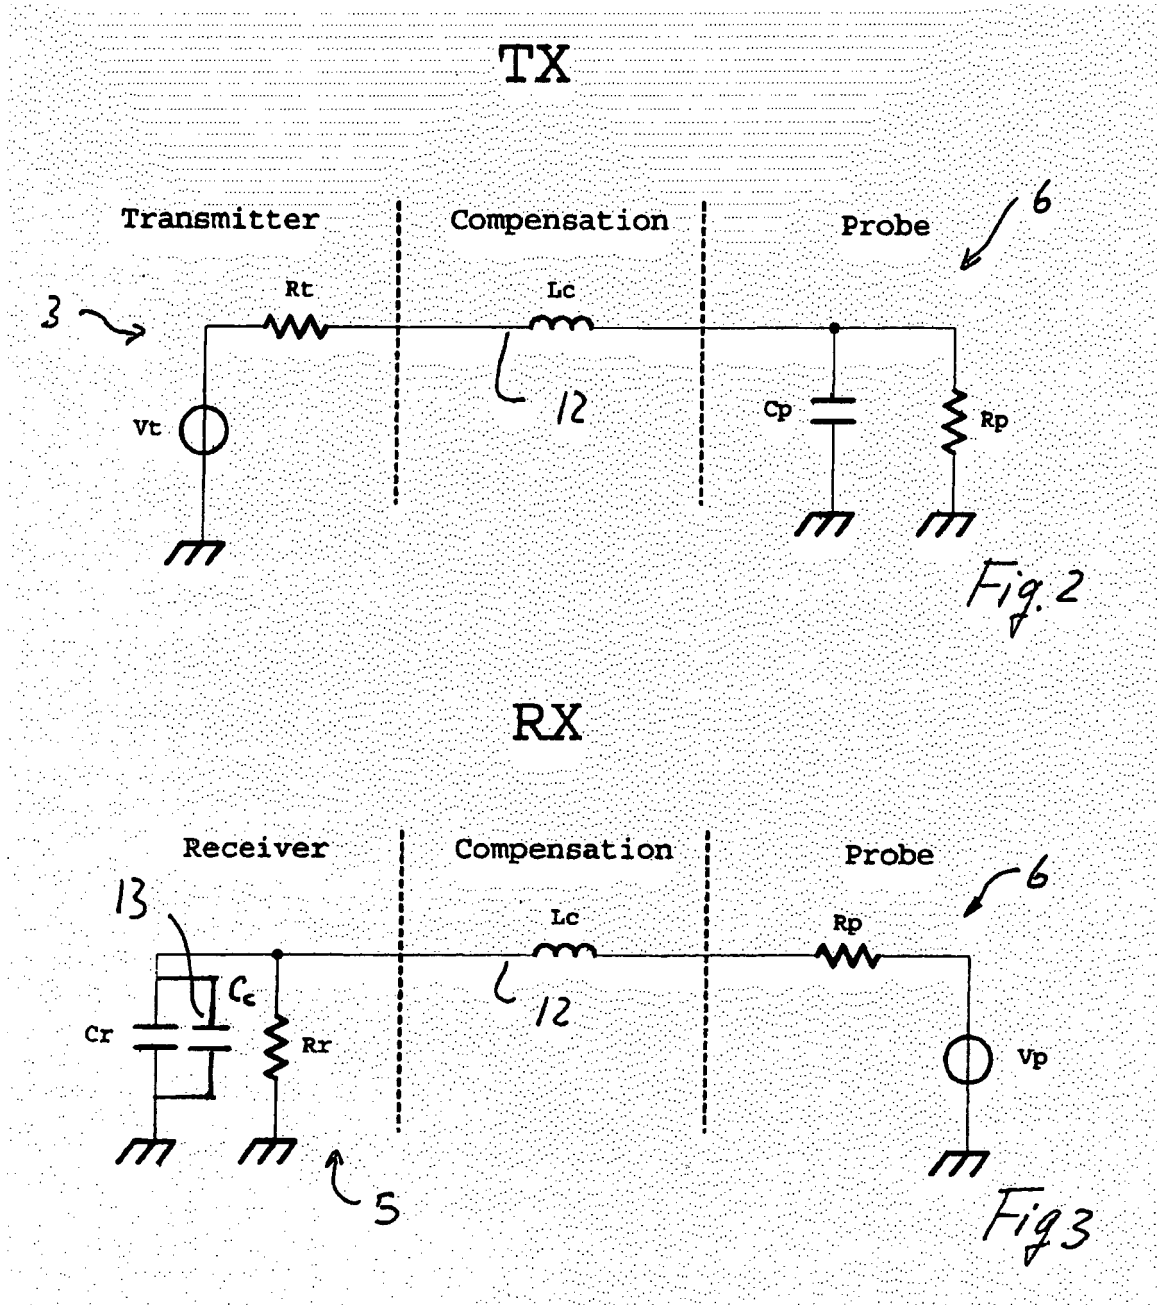 TX
Transmitter Compensation Probe
6
3
Rt Lc
12
Vt Cp Rp
Fig.2
RX
Receiver Compensation Probe
6
13
Lc Rp
12
Cc
Cr Rr Vp
5
Fig3